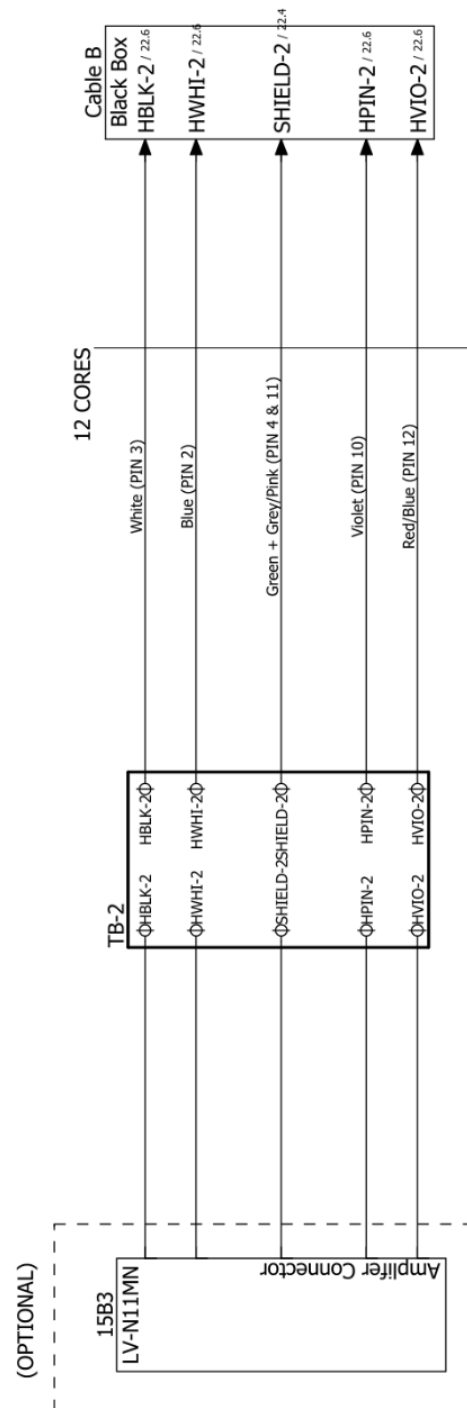 Cable B
Black Box
HBLK-2 / 22.6
HWHI-2 / 22.6
SHIELD-2 / 22.4
HPIN-2 / 22.6
HVIO-2 / 22.6
12 CORES
White (PIN 3)
Blue (PIN 2)
Green + Grey/Pink (PIN 4 & 11)
Violet (PIN 10)
Red/Blue (PIN 12)
TB-2
HBLK-2 HBLK-2
HWHI-2 HWHI-2
SHIELD-2 SHIELD-2
HPIN-2 HPIN-2
HVIO-2 HVIO-2
(OPTIONAL)
15B3
LV-N11MN
Amplifer Connector